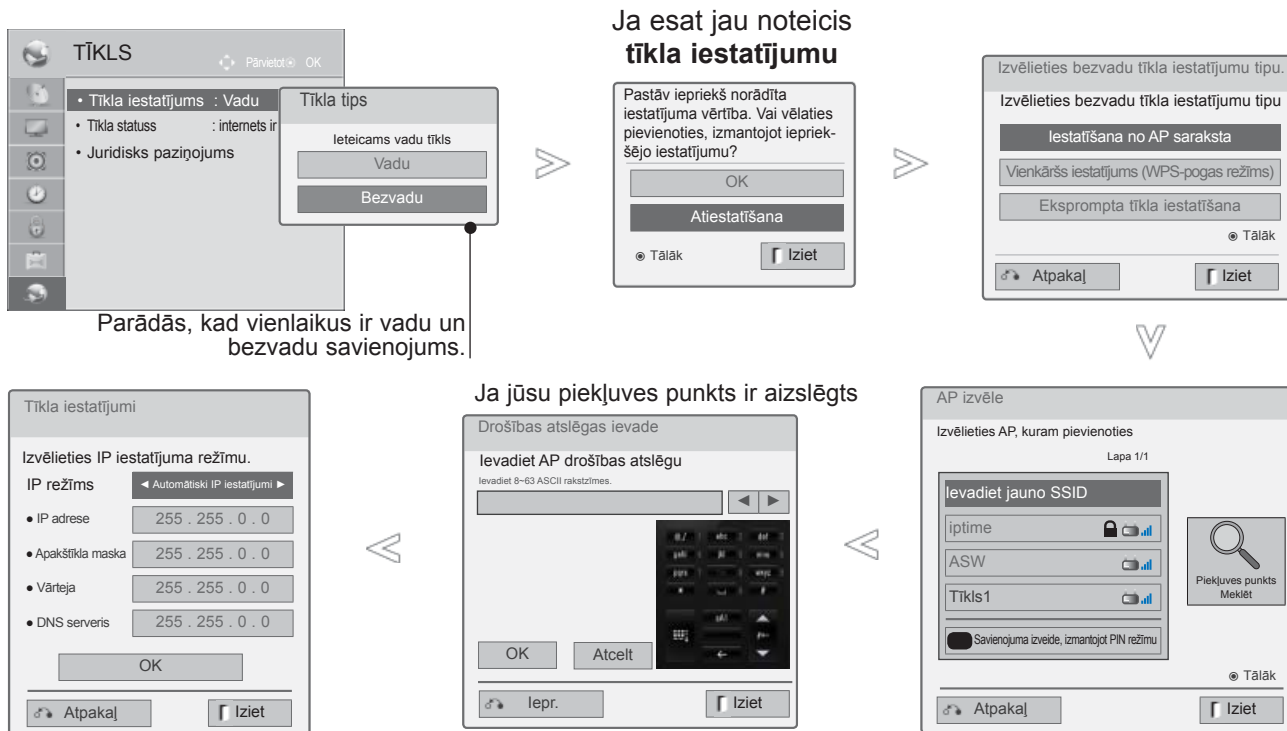 TĪKLS
Pārvietot OK
• Tīkla iestatījums : Vadu
• Tīkla statuss : internets ir
• Juridisks paziņojums
Tīkla tips
Ieteicams vadu tīkls
Vadu
Bezvadu
Parādās, kad vienlaikus ir vadu un
bezvadu savienojums.
Ja esat jau noteicis
tīkla iestatījumu
Pastāv iepriekš norādīta
iestatījuma vērtība. Vai vēlaties
pievienoties, izmantojot iepriek-
šējo iestatījumu?
OK
Atiestatīšana
◉ Tālāk
Iziet
Izvēlieties bezvadu tīkla iestatījumu tipu.
Izvēlieties bezvadu tīkla iestatījumu tipu
Iestatīšana no AP saraksta
Vienkāršs iestatījums (WPS-pogas režīms)
Eksprompta tīkla iestatīšana
◉ Tālāk
Atpakaļ
Iziet
AP izvēle
Izvēlieties AP, kuram pievienoties
Lapa 1/1
Ievadiet jauno SSID
iptime
ASW
Tīkls1
Savienojuma izveide, izmantojot PIN režīmu
Piekļuves punkts
Meklēt
◉ Tālāk
Atpakaļ
Iziet
Ja jūsu piekļuves punkts ir aizslēgts
Drošības atslēgas ievade
Ievadiet AP drošības atslēgu
Ievadiet 8~63 ASCII rakstzīmes.
◄ ►
OK
Atcelt
Iepr.
Iziet
Tīkla iestatījumi
Izvēlieties IP iestatījuma režīmu.
IP režīms ◄ Automātiski IP iestatījumi ►
● IP adrese 255 . 255 . 0 . 0
● Apakštīkla maska 255 . 255 . 0 . 0
● Vārteja 255 . 255 . 0 . 0
● DNS serveris 255 . 255 . 0 . 0
OK
Atpakaļ
Iziet